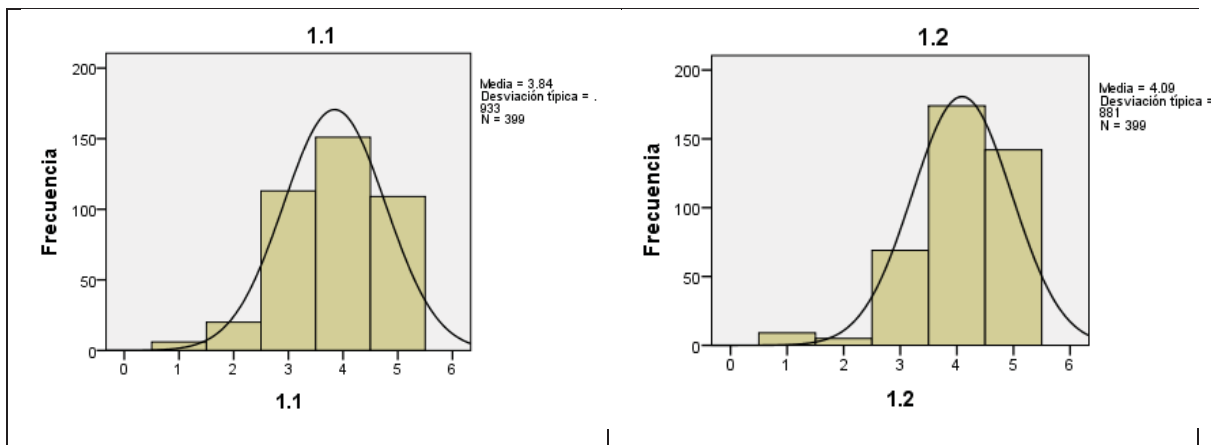 1.1
200
150
100
50
0
Frecuencia
0 1 2 3 4 5 6
1.1
Media = 3.84
Desviación típica = .
933
N = 399
1.2
200
150
100
50
0
Frecuencia
0 1 2 3 4 5 6
1.2
Media = 4.09
Desviación típica =
881
N = 399